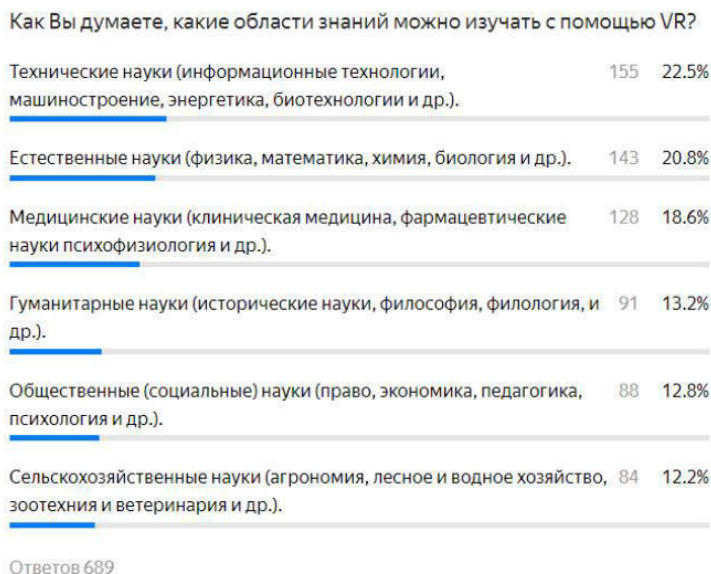 Как Вы думаете, какие области знаний можно изучать с помощью VR?
Технические науки (информационные технологии, 155 22.5%
машиностроение, энергетика, биотехнологии и др.).
Естественные науки (физика, математика, химия, биология и др.). 143 20.8%
Медицинские науки (клиническая медицина, фармацевтические 128 18.6%
науки психофизиология и др.).
Гуманитарные науки (исторические науки, философия, филология, и 91 13.2%
др.).
Общественные (социальные) науки (право, экономика, педагогика, 88 12.8%
психология и др.).
Сельскохозяйственные науки (агрономия, лесное и водное хозяйство, 84 12.2%
зоотехния и ветеринария и др.).
Ответов 689